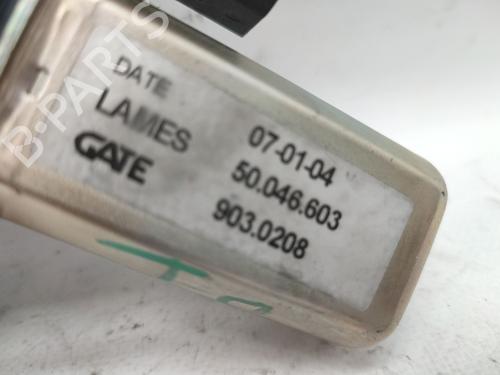 DATE 07-01-04
LAMES 50.046.603
GATE 903.0208
B-PARTS